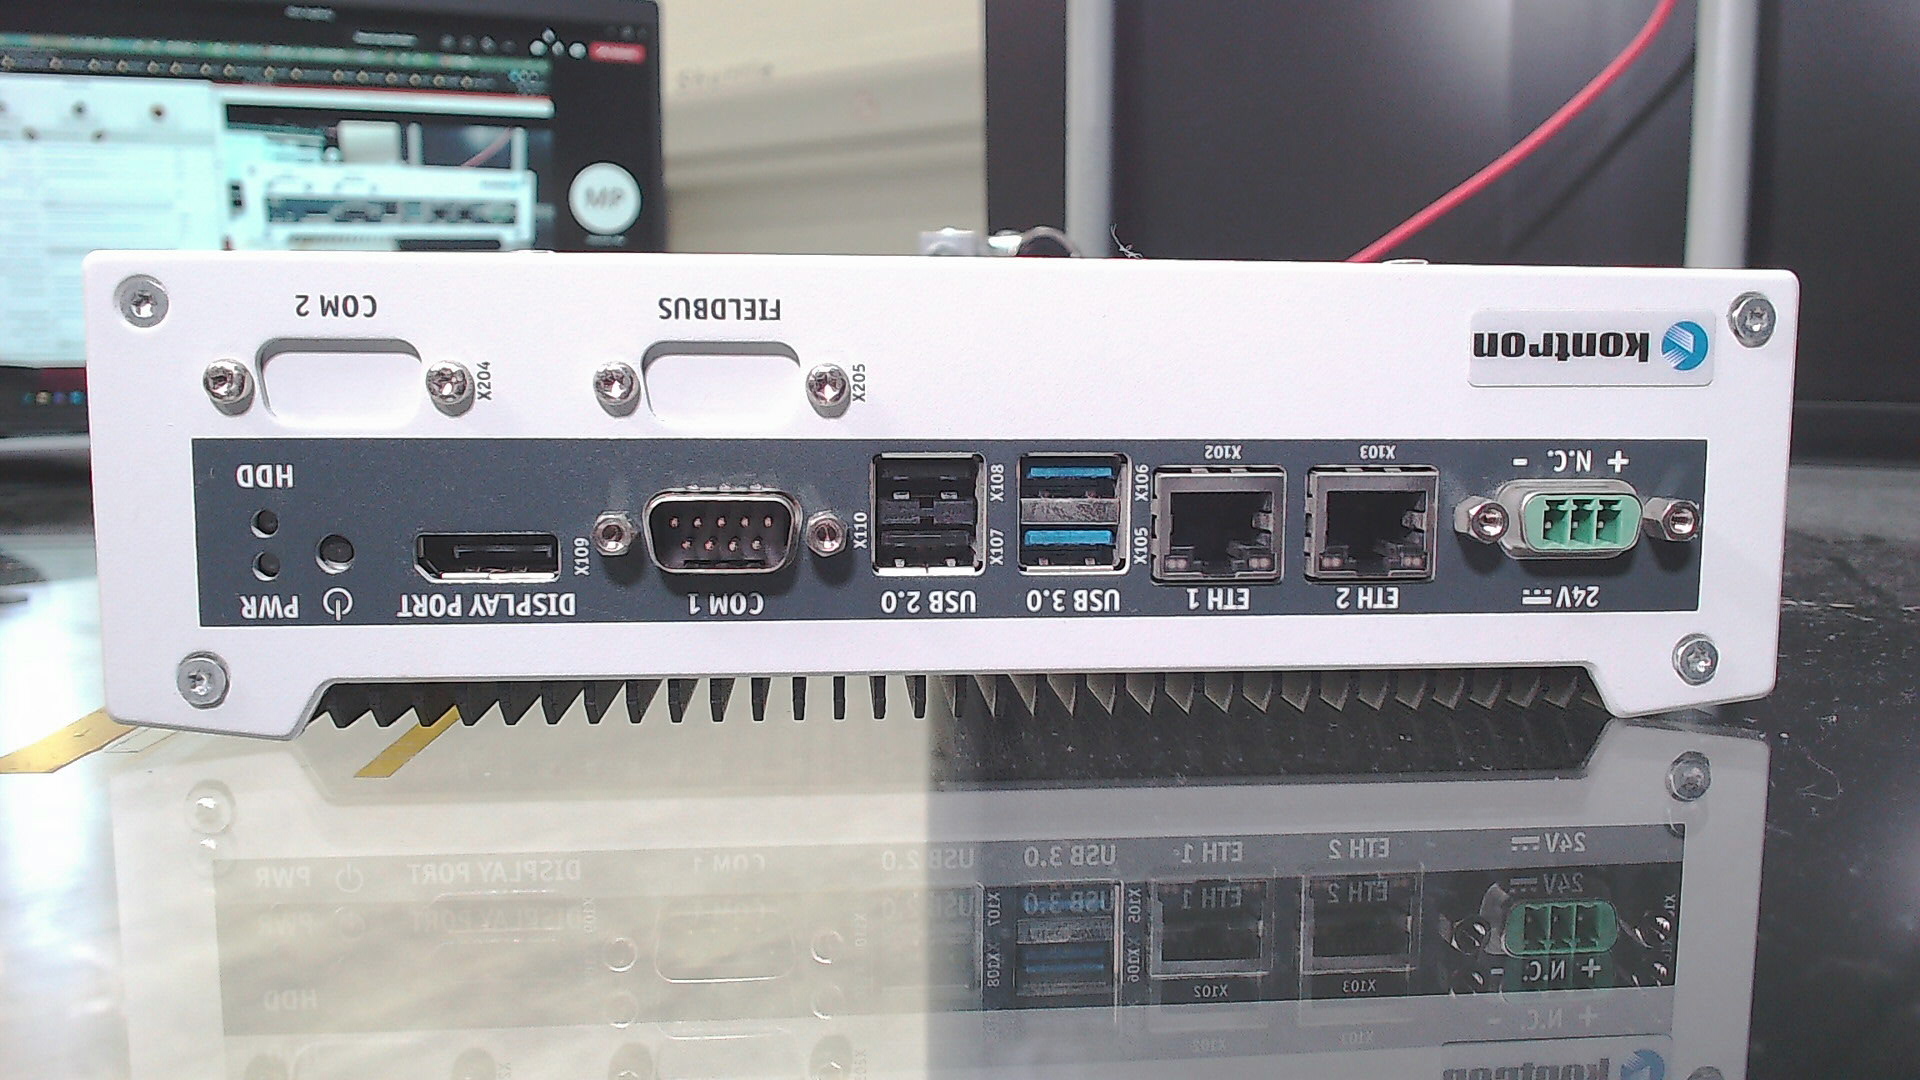 24V
ETH 2
ETH 1
USB 3.0
USB 2.0
COM 1
DISPLAY PORT
PWR
+ N.C. -
X103
X102
X105
X106
X107
X108
X110
X109
HDD
kontron
FIELDBUS
X205
COM 2
X204
MP